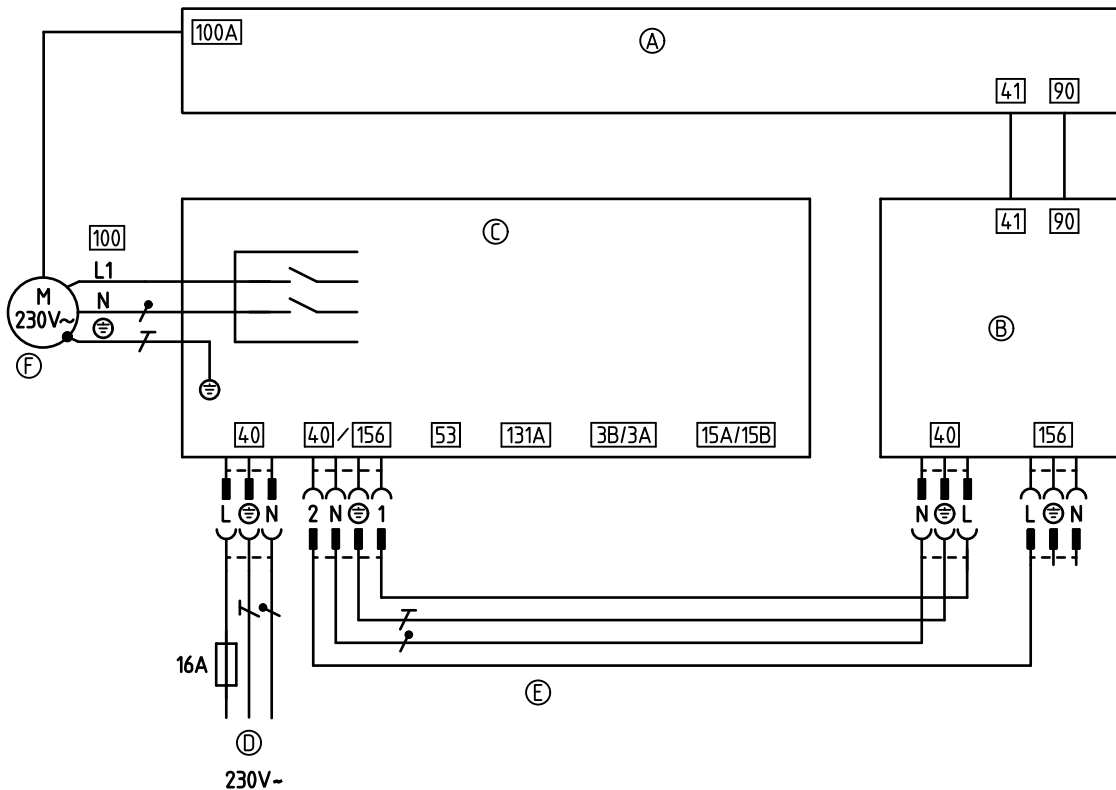 100A
Ⓐ
41 90
100
Ⓒ
41 90
L1
M
230V~
N
Ⓑ
Ⓕ
40 40 / 156 53 131A 3B/3A 15A/15B
40 156
L N 2 N 1
N L L N
16A
Ⓔ
Ⓓ
230V~